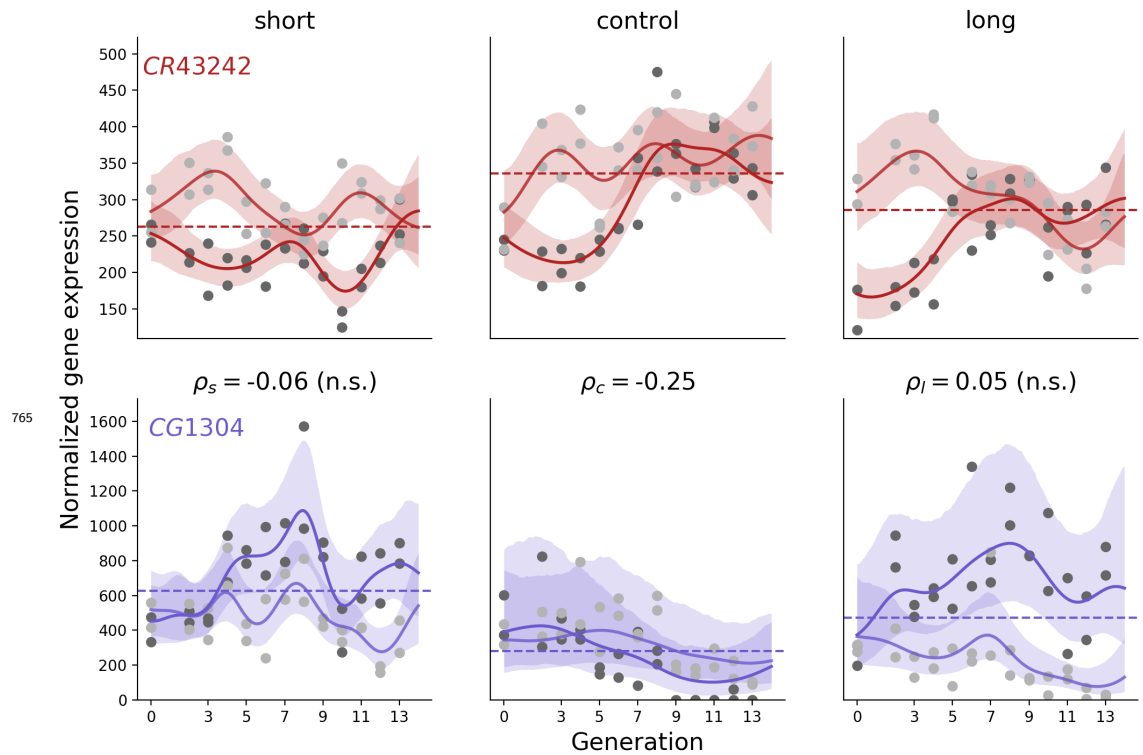 short control long
CR43242
500
450
400
350
300
250
200
150
Normalized gene expression
765
ρs = -0.06 (n.s.) ρc = -0.25 ρl = 0.05 (n.s.)
CG1304
1600
1400
1200
1000
800
600
400
200
0
0 3 5 7 9 11 13 0 3 5 7 9 11 13 0 3 5 7 9 11 13
Generation